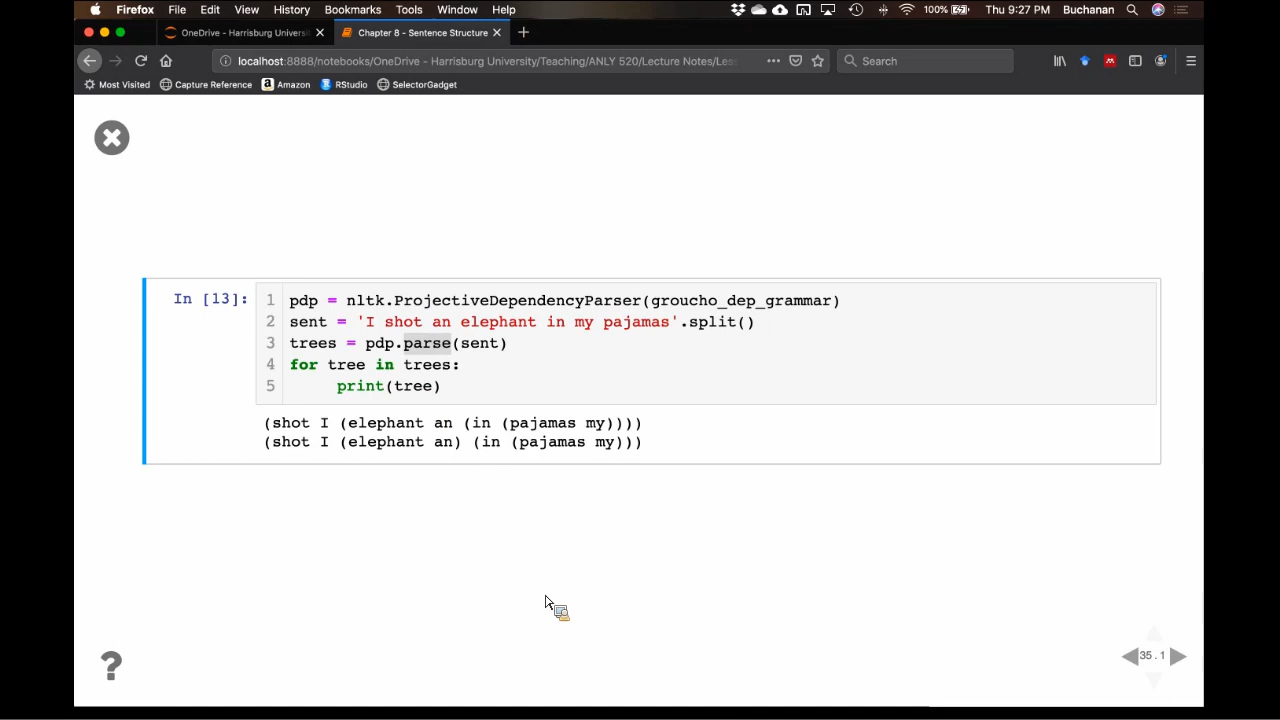 Firefox File Edit View History Bookmarks Tools Window Help 100% Thu 9:27 PM Buchanan
OneDrive - Harrisburg Universit Chapter 8 - Sentence Structure
localhost:8888/notebooks/OneDrive - Harrisburg University/Teaching/ANLY 520/Lecture Notes/Less Search
Most Visited Capture Reference Amazon RStudio SelectorGadget
In [13]: 1 pdp = nltk.ProjectiveDependencyParser(groucho_dep_grammar)
2 sent = 'I shot an elephant in my pajamas'.split()
3 trees = pdp.parse(sent)
4 for tree in trees:
5 print(tree)
(shot I (elephant an (in (pajamas my))))
(shot I (elephant an) (in (pajamas my)))
?
35.1